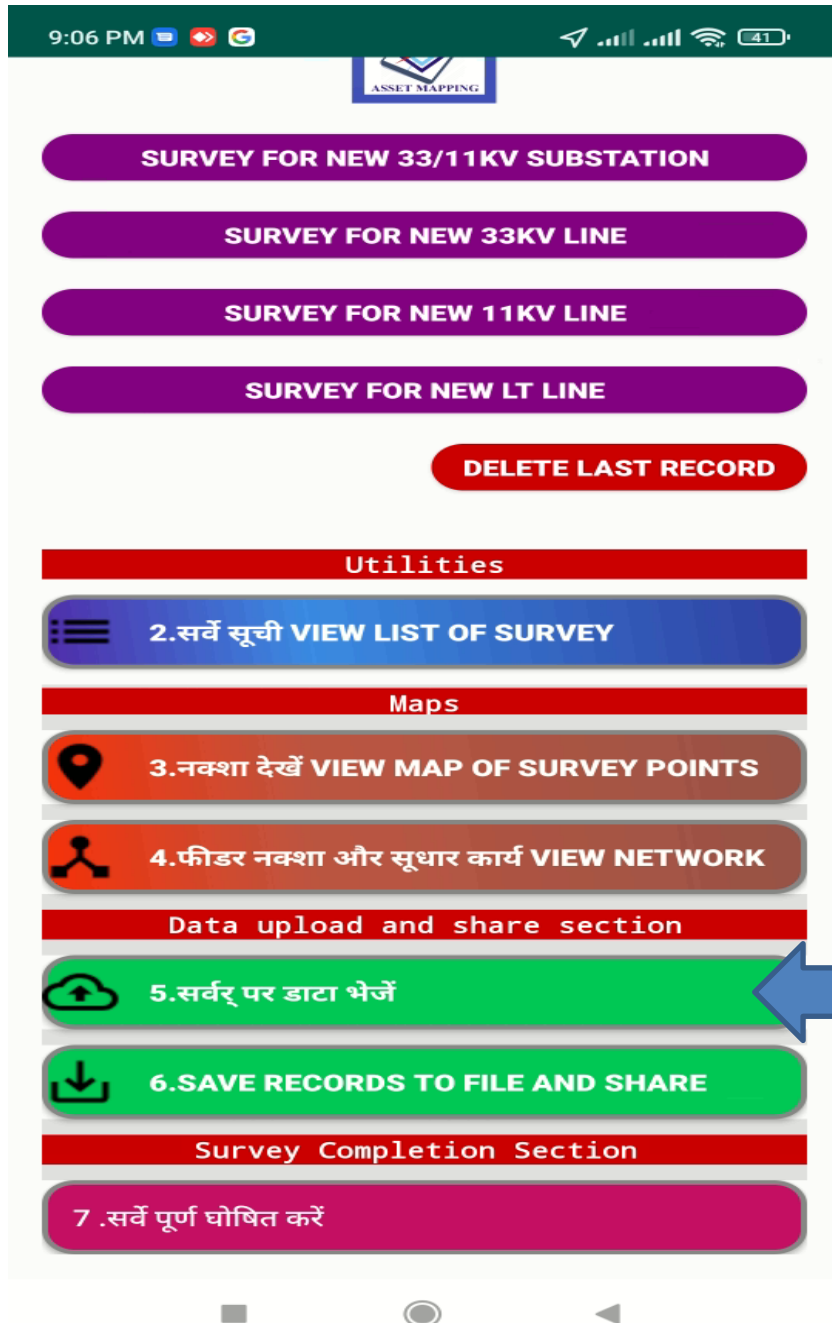 9:06 PM
41
ASSET MAPPING
SURVEY FOR NEW 33/11KV SUBSTATION
SURVEY FOR NEW 33KV LINE
SURVEY FOR NEW 11KV LINE
SURVEY FOR NEW LT LINE
DELETE LAST RECORD
Utilities
2.सर्वे सूची VIEW LIST OF SURVEY
Maps
3.नक्शा देखें VIEW MAP OF SURVEY POINTS
4.फीडर नक्शा और सूधार कार्य VIEW NETWORK
Data upload and share section
5.सर्वर् पर डाटा भेजें
6.SAVE RECORDS TO FILE AND SHARE
Survey Completion Section
7 .सर्वे पूर्ण घोषित करें